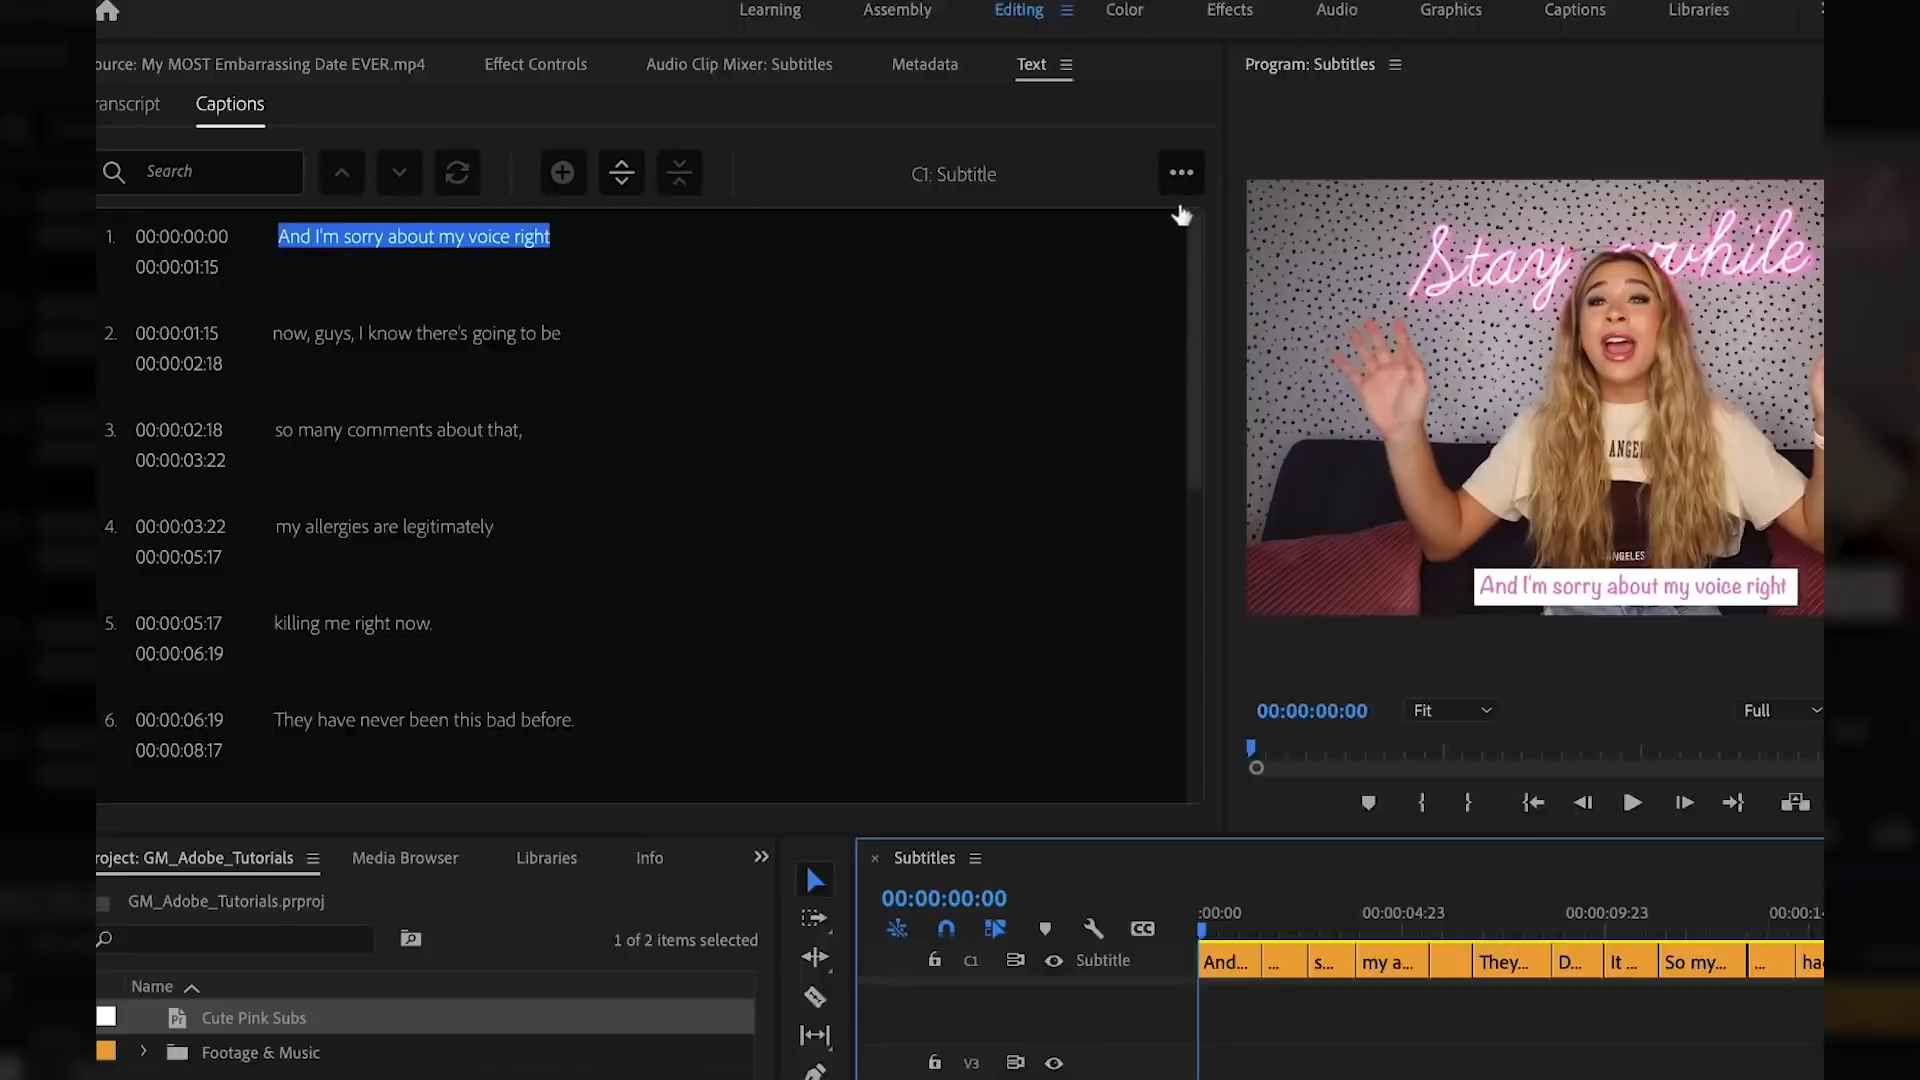 Learning Assembly Editing Color Effects Audio Graphics Captions Libraries
ource: My MOST Embarrassing Date EVER.mp4 Effect Controls Audio Clip Mixer: Subtitles Metadata Text Program: Subtitles
ranscript Captions
Search C1: Subtitle
1. 00:00:00:00 And I'm sorry about my voice right
00:00:01:15
2. 00:00:01:15 now, guys, I know there's going to be
00:00:02:18
3. 00:00:02:18 so many comments about that,
00:00:03:22
4. 00:00:03:22 my allergies are legitimately
00:00:05:17
5. 00:00:05:17 killing me right now.
00:00:06:19
6. 00:00:06:19 They have never been this bad before.
00:00:08:17
Stay awhile
ANGEL
ANGELES
And I'm sorry about my voice right
00:00:00:00 Fit Full
roject: GM_Adobe_Tutorials Media Browser Libraries Info
GM_Adobe_Tutorials.prproj
1 of 2 items selected
Name
Cute Pink Subs
Footage & Music
Subtitles
00:00:00:00
:00:00 00:00:04:23 00:00:09:23 00:00:14
CC
C1 Subtitle And... ... s... my a... They... D... It ... So my... ... ha
V3